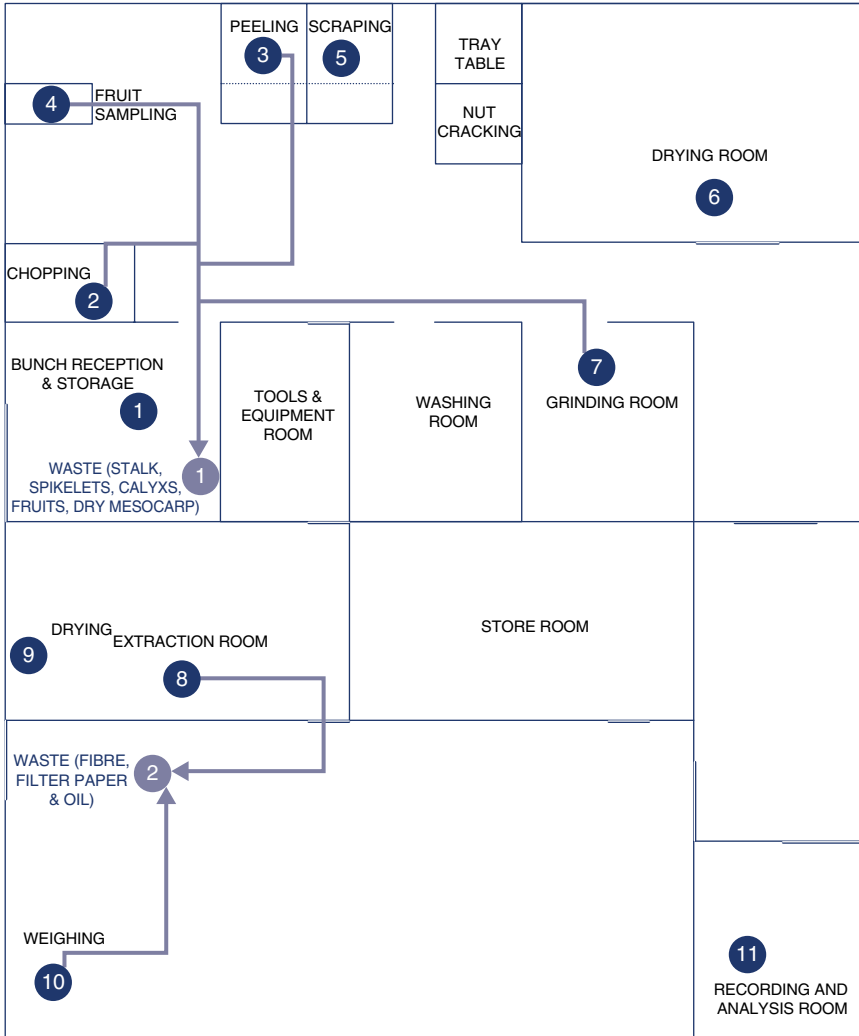 PEELING
3
SCRAPING
5
TRAY
TABLE
NUT
CRACKING
4
FRUIT
SAMPLING
DRYING ROOM
6
CHOPPING
2
BUNCH RECEPTION
& STORAGE
1
TOOLS &
EQUIPMENT
ROOM
WASHING
ROOM
7
GRINDING ROOM
WASTE (STALK,
SPIKELETS, CALYXS,
FRUITS, DRY MESOCARP)
1
DRYING
9
EXTRACTION ROOM
8
STORE ROOM
WASTE (FIBRE,
FILTER PAPER
& OIL)
2
WEIGHING
10
11
RECORDING AND
ANALYSIS ROOM